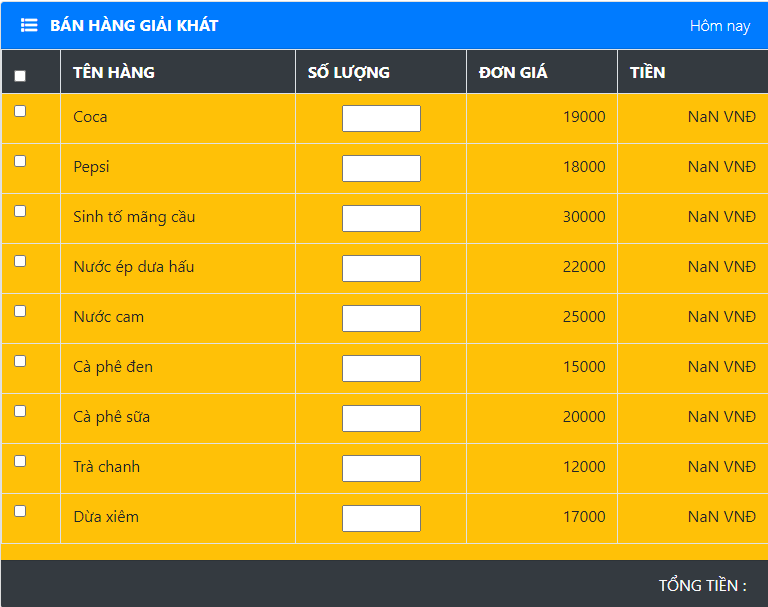 BÁN HÀNG GIẢI KHÁT Hôm nay
TÊN HÀNG SỐ LƯỢNG ĐƠN GIÁ TIỀN
Coca 19000 NaN VNĐ
Pepsi 18000 NaN VNĐ
Sinh tố mãng cầu 30000 NaN VNĐ
Nước ép dưa hấu 22000 NaN VNĐ
Nước cam 25000 NaN VNĐ
Cà phê đen 15000 NaN VNĐ
Cà phê sữa 20000 NaN VNĐ
Trà chanh 12000 NaN VNĐ
Dừa xiêm 17000 NaN VNĐ
TỔNG TIỀN :